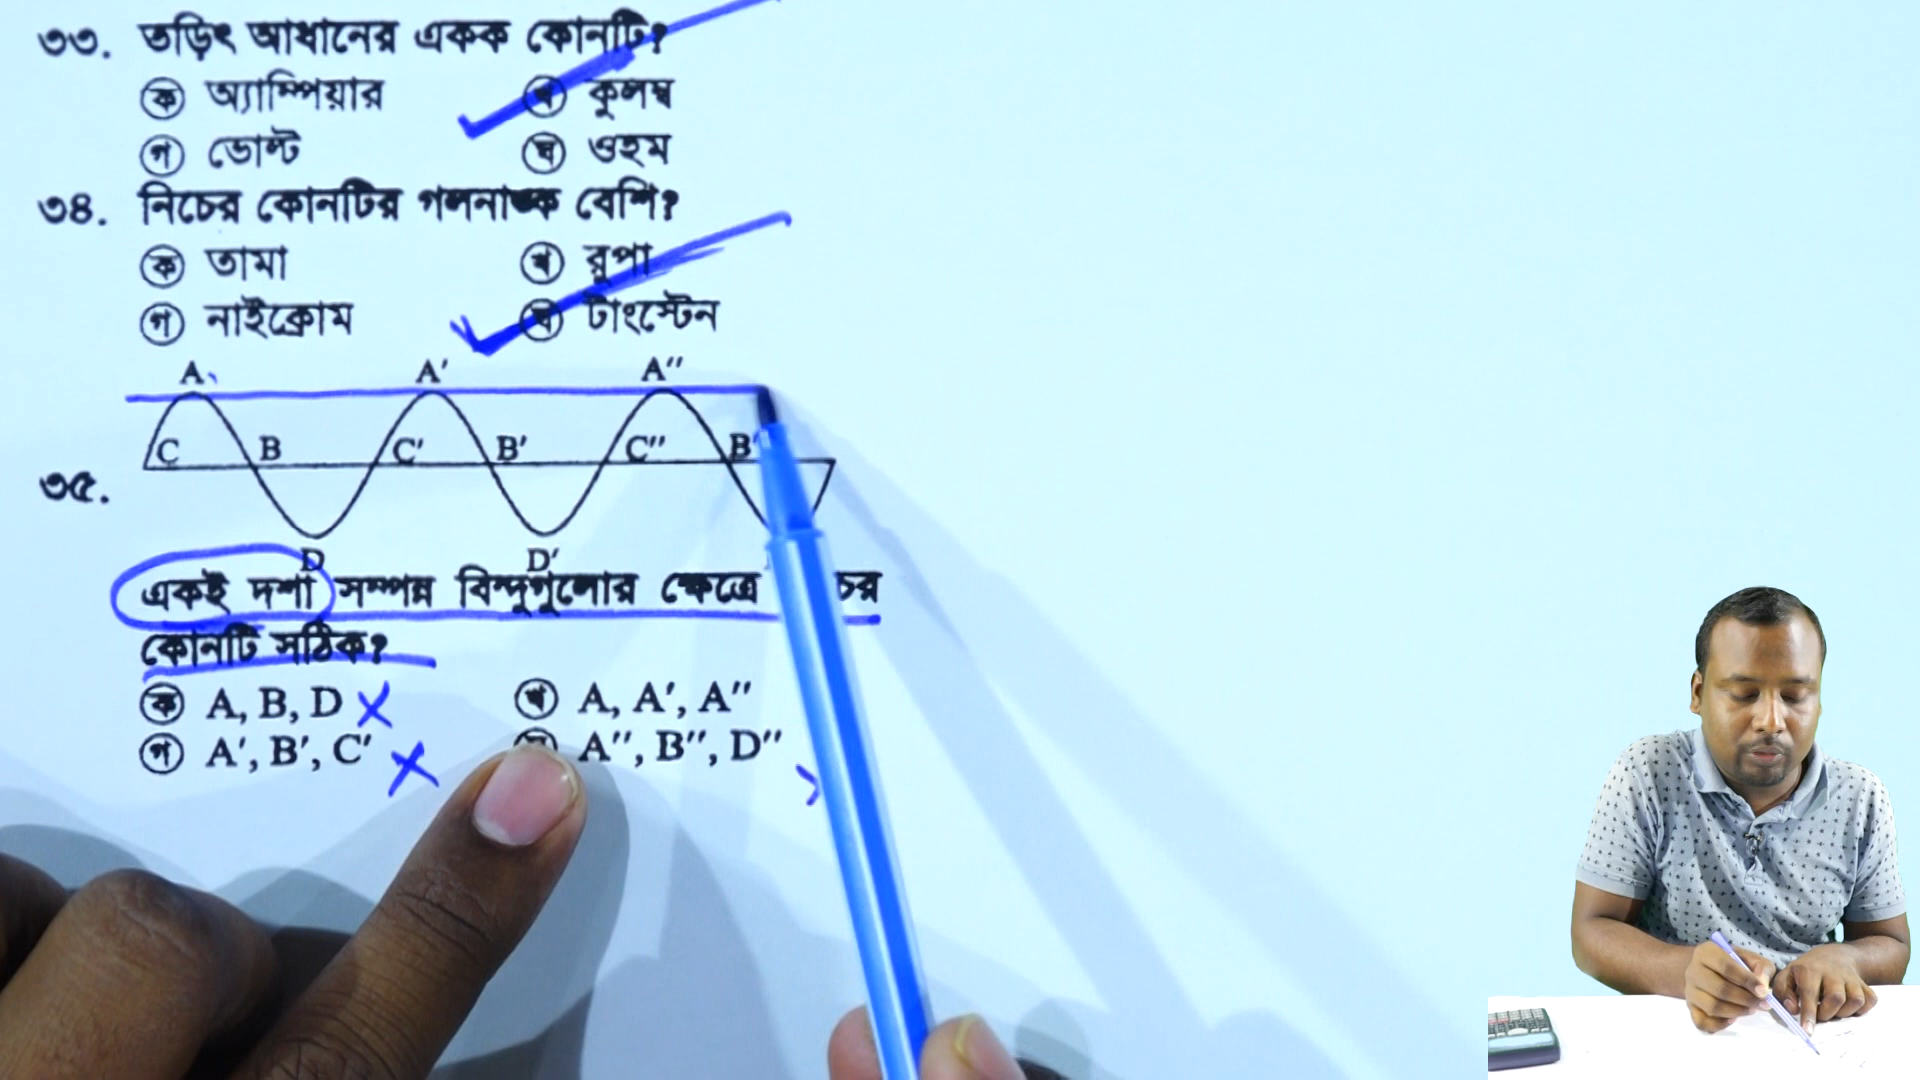 ৩৩. তড়িৎ আধানের একক কোনটি?
ক অ্যাম্পিয়ার খ কুলম্ব
গ ভোল্ট ঘ ওহম
৩৪. নিচের কোনটির গলনাঙ্ক বেশি?
ক তামা খ রুপা
গ নাইক্রোম ঘ টাংস্টেন
A A′ A″
C B C′ B′ C″ B
৩৫.
D D′
একই দশা সম্পন্ন বিন্দুগুলোর ক্ষেত্রে চের
কোনটি সঠিক?
ক A, B, D খ A, A′, A″
গ A′, B′, C′ A″, B″, D″